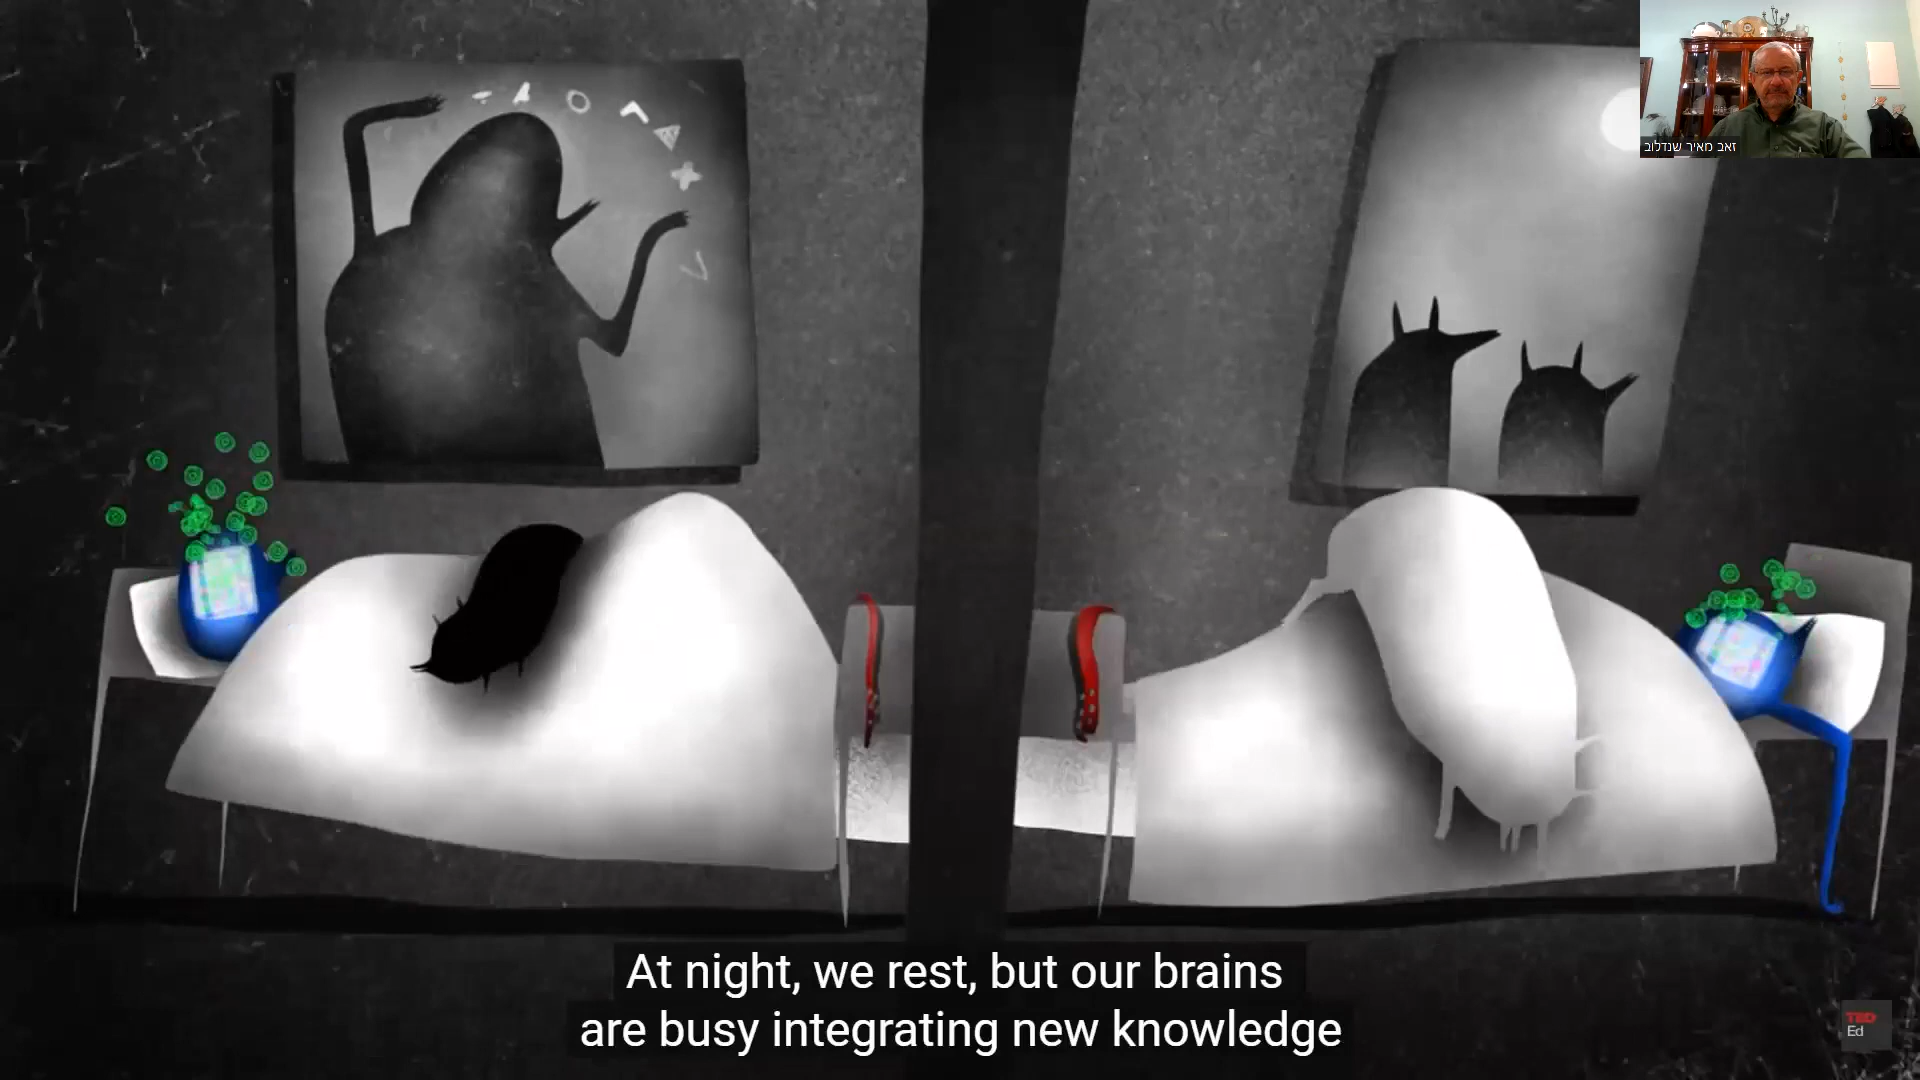 זאב מאיר שנדלוב
At night, we rest, but our brains
are busy integrating new knowledge
TED
Ed